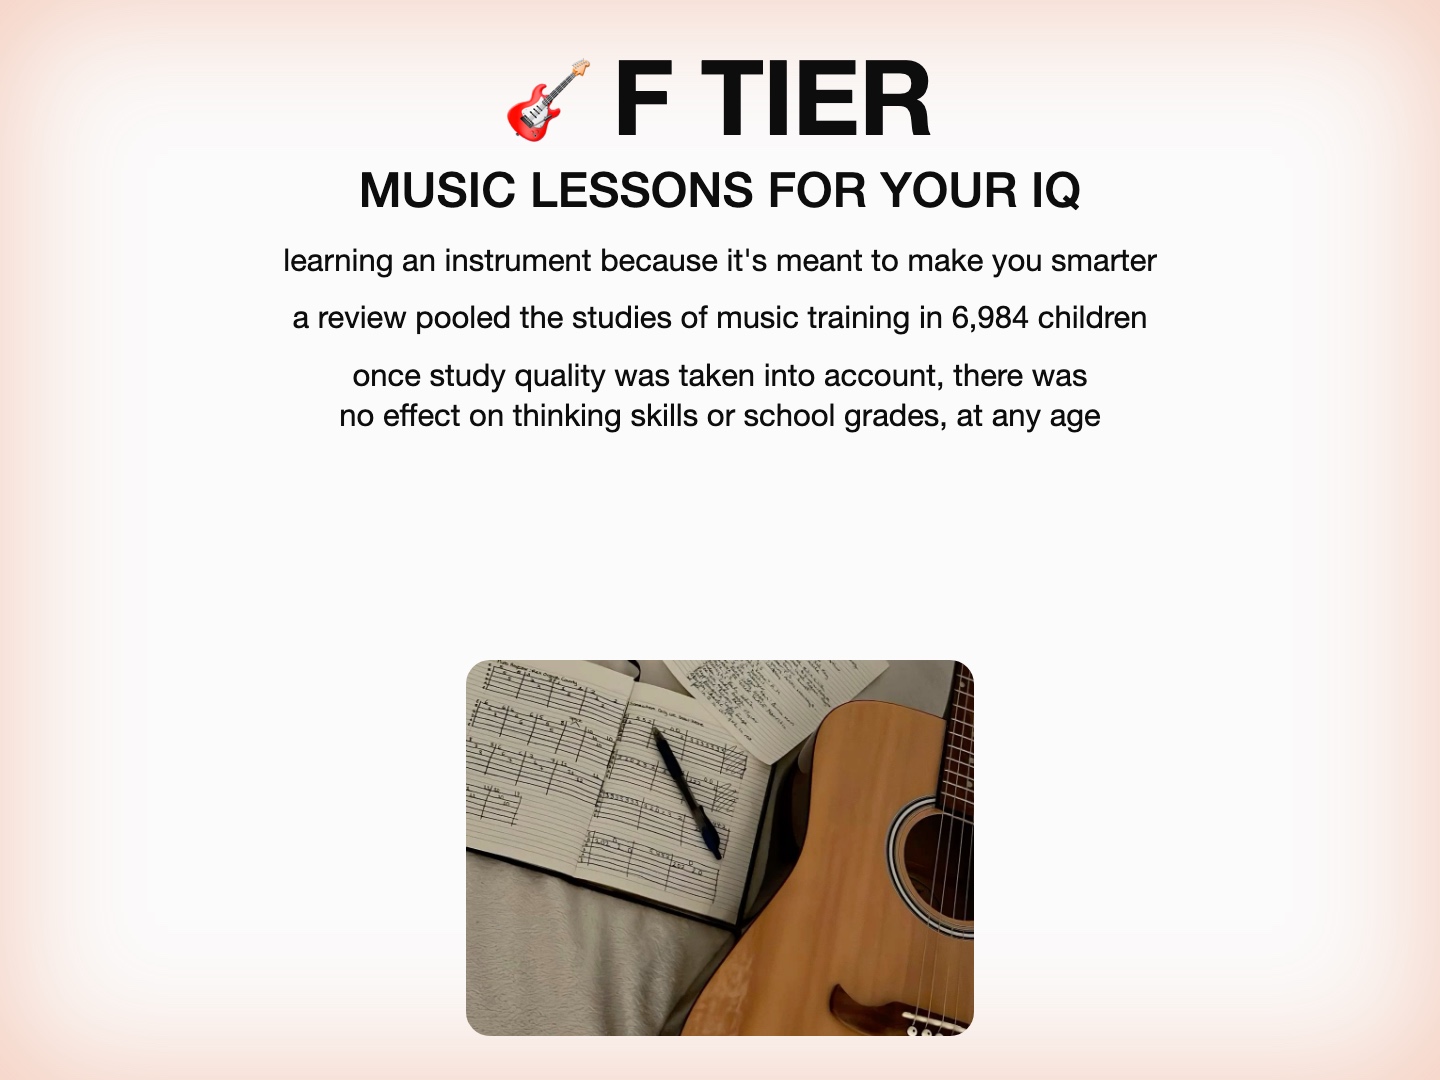 🎸 F TIER
MUSIC LESSONS FOR YOUR IQ
learning an instrument because it's meant to make you smarter
a review pooled the studies of music training in 6,984 children
once study quality was taken into account, there was
no effect on thinking skills or school grades, at any age